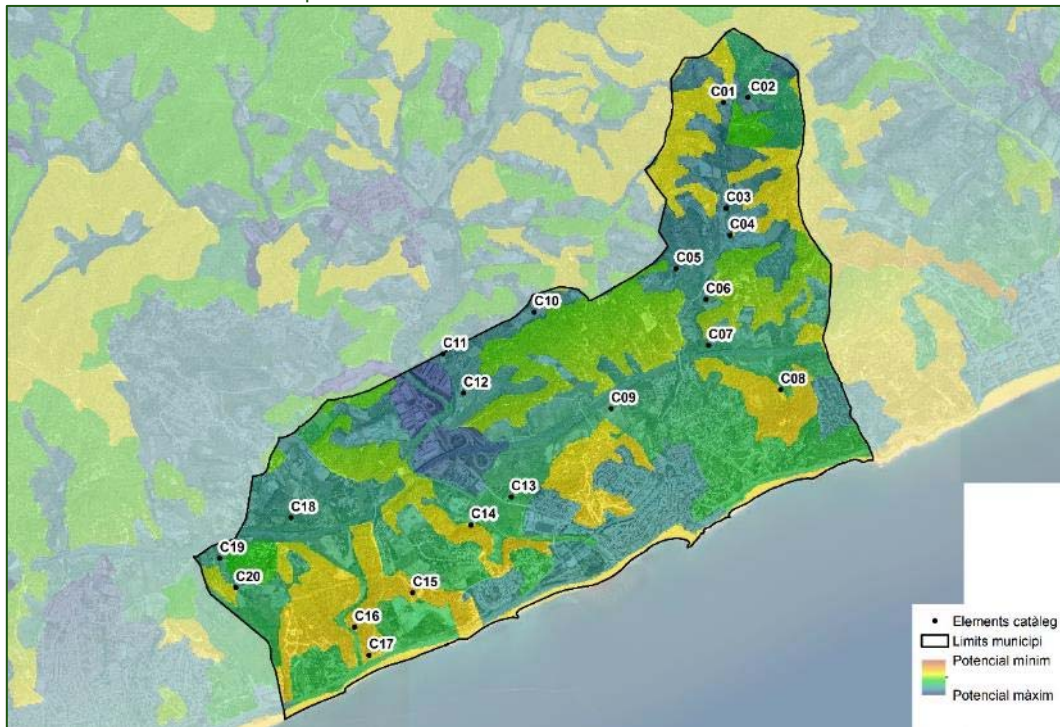 C01
C02
C03
C04
C05
C06
C07
C08
C09
C10
C11
C12
C13
C14
C15
C16
C17
C18
C19
C20
Elements catàleg
Limits municipi
Potencial mínim
Potencial màxim